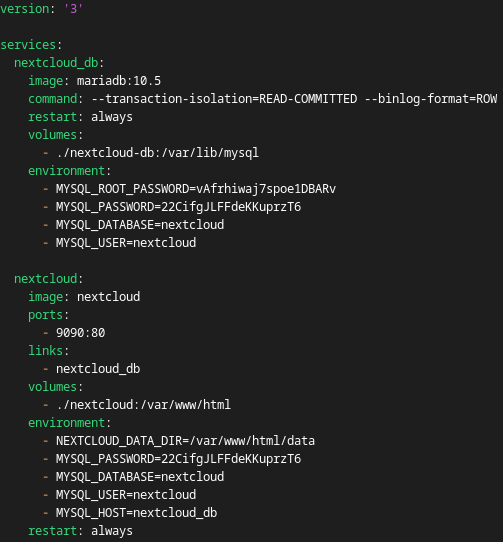 version: '3'

services:
  nextcloud_db:
    image: mariadb:10.5
    command: --transaction-isolation=READ-COMMITTED --binlog-format=ROW
    restart: always
    volumes:
      - ./nextcloud-db:/var/lib/mysql
    environment:
      - MYSQL_ROOT_PASSWORD=vAfrhiwaj7spoe1DBARv
      - MYSQL_PASSWORD=22CifgJLFFdeKKuprzT6
      - MYSQL_DATABASE=nextcloud
      - MYSQL_USER=nextcloud

  nextcloud:
    image: nextcloud
    ports:
      - 9090:80
    links:
      - nextcloud_db
    volumes:
      - ./nextcloud:/var/www/html
    environment:
      - NEXTCLOUD_DATA_DIR=/var/www/html/data
      - MYSQL_PASSWORD=22CifgJLFFdeKKuprzT6
      - MYSQL_DATABASE=nextcloud
      - MYSQL_USER=nextcloud
      - MYSQL_HOST=nextcloud_db
    restart: always